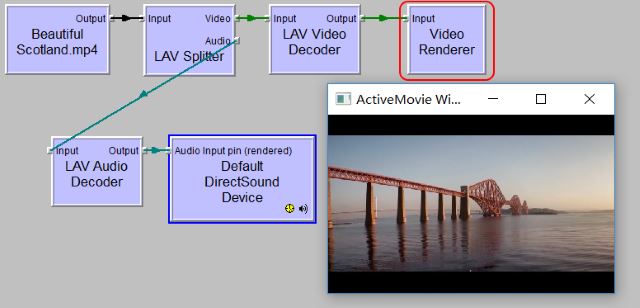 Output
Beautiful
Scotland.mp4
Input Video
Audio
LAV Splitter
Input Output
LAV Video
Decoder
Input
Video
Renderer
ActiveMovie Wi...
Input Output
LAV Audio
Decoder
Audio Input pin (rendered)
Default
DirectSound
Device